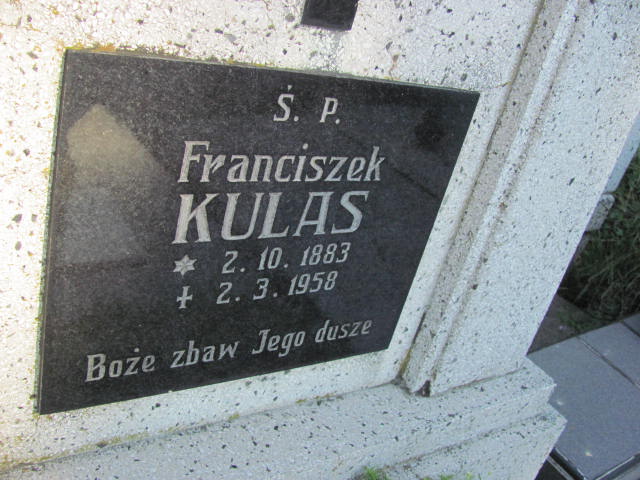 Ś. P.
Franciszek
KULAS
* 2. 10. 1883
✝ 2. 3. 1958
Boże zbaw Jego dusze